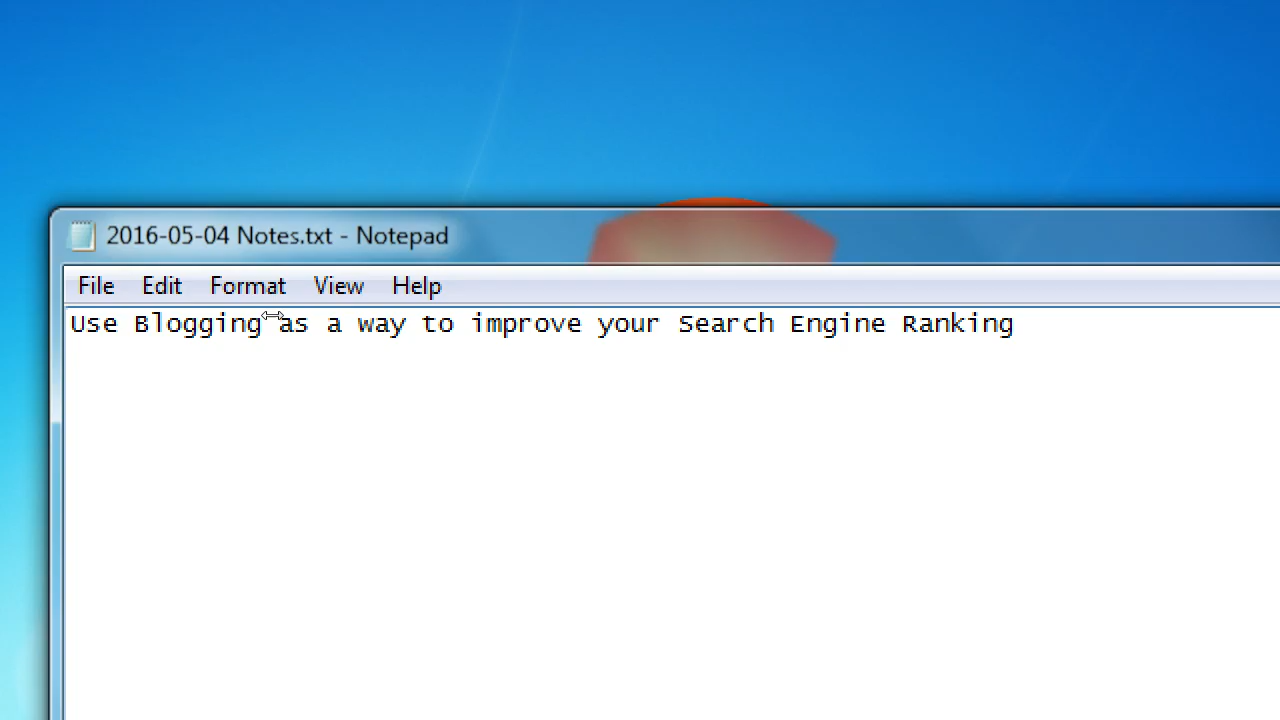 2016-05-04 Notes.txt - Notepad
File Edit Format View Help
Use Blogging as a way to improve your Search Engine Ranking